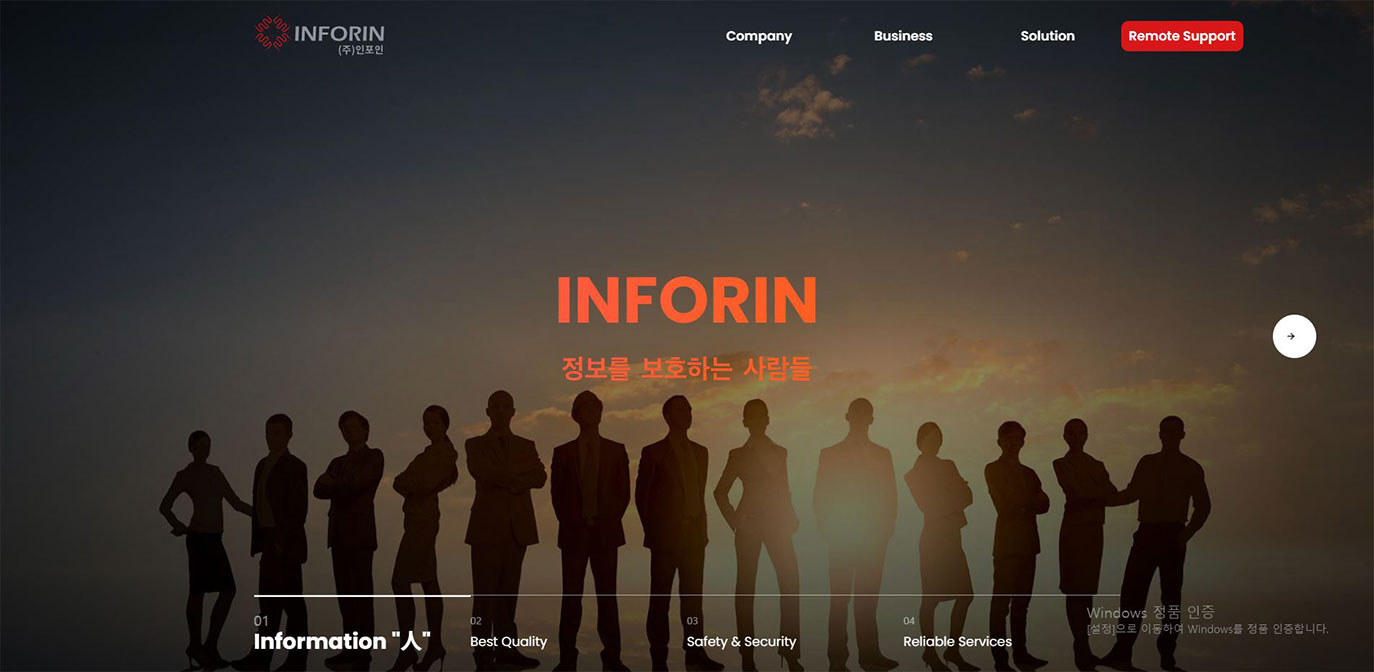 INFORIN
(주)인포인
Company
Business
Solution
Remote Support
INFORIN
정보를 보호하는 사람들
01
Information "人"
02
Best Quality
03
Safety & Security
04
Reliable Services
Windows 정품 인증
[설정]으로 이동하여 Windows를 정품 인증합니다.